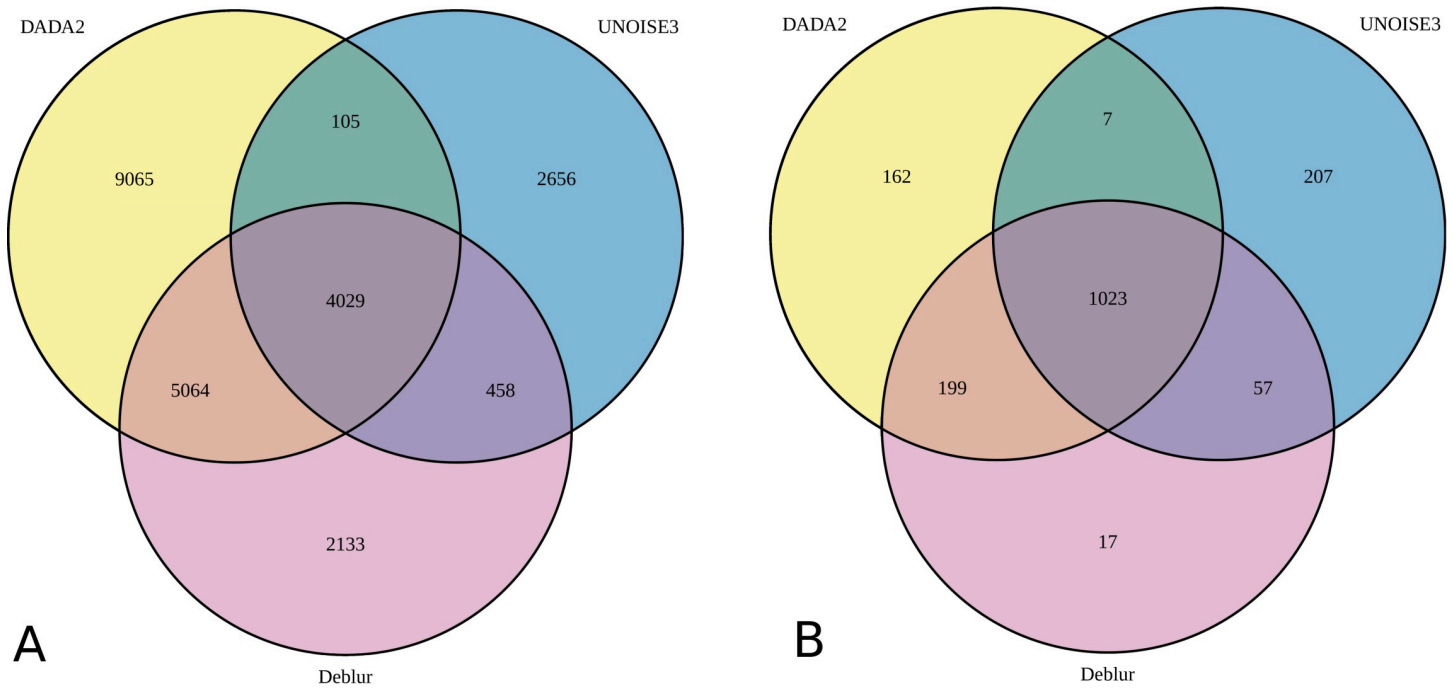 DADA2
UNOISE3
105
9065
2656
4029
5064
458
2133
A
Deblur
DADA2
UNOISE3
7
162
207
1023
199
57
17
B
Deblur